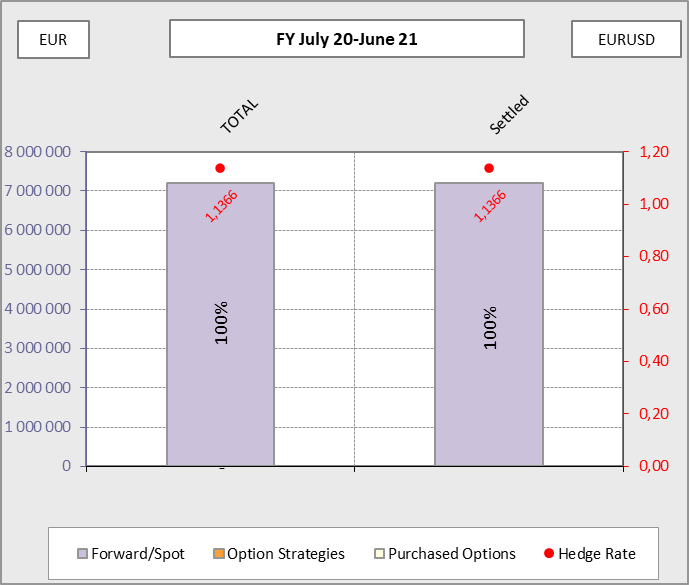 EUR
FY July 20-June 21
EURUSD
TOTAL
Settled
8 000 000
7 000 000
6 000 000
5 000 000
4 000 000
3 000 000
2 000 000
1 000 000
0
1,1366
1,1366
100%
100%
-
1,20
1,00
0,80
0,60
0,40
0,20
0,00
Forward/Spot
Option Strategies
Purchased Options
Hedge Rate